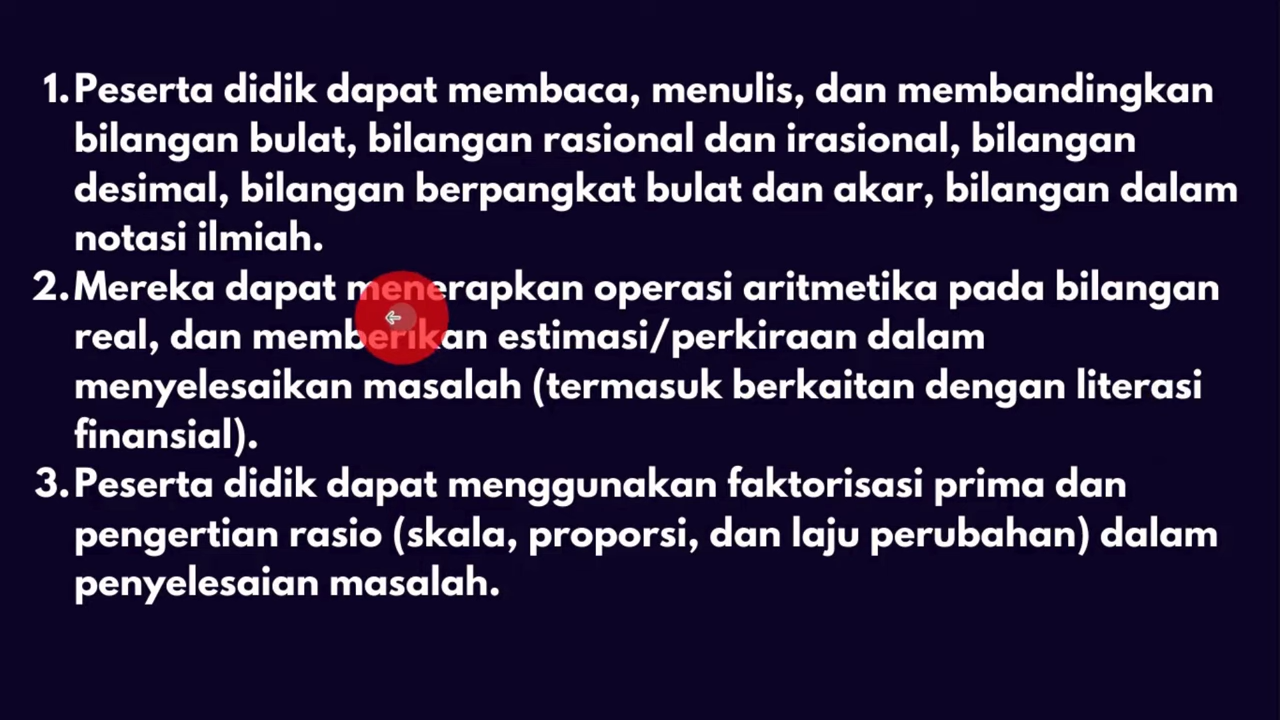 1. Peserta didik dapat membaca, menulis, dan membandingkan
bilangan bulat, bilangan rasional dan irasional, bilangan
desimal, bilangan berpangkat bulat dan akar, bilangan dalam
notasi ilmiah.
2. Mereka dapat menerapkan operasi aritmetika pada bilangan
real, dan memberikan estimasi/perkiraan dalam
menyelesaikan masalah (termasuk berkaitan dengan literasi
finansial).
3. Peserta didik dapat menggunakan faktorisasi prima dan
pengertian rasio (skala, proporsi, dan laju perubahan) dalam
penyelesaian masalah.